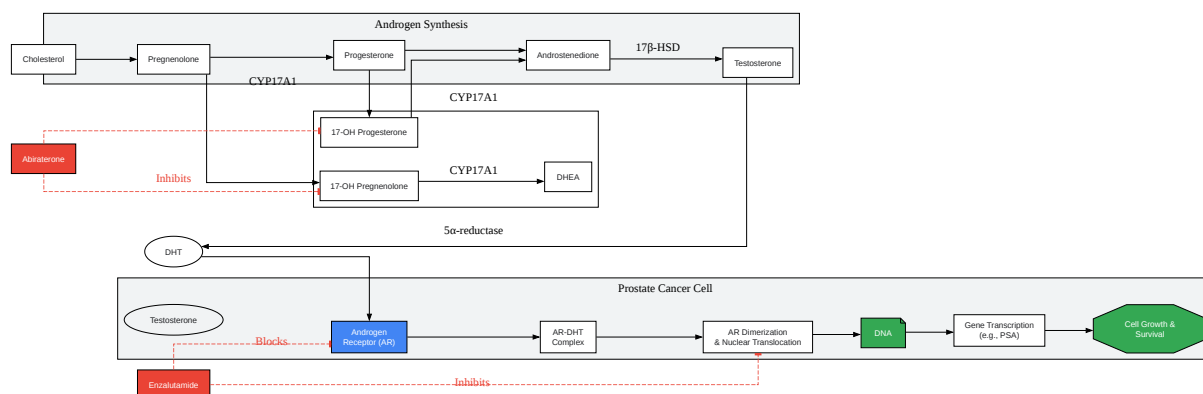 Androgen Synthesis
Cholesterol
Pregnenolone
Progesterone
Androstenedione
17β-HSD
Testosterone
CYP17A1
CYP17A1
17-OH Progesterone
Abiraterone
Inhibits
17-OH Pregnenolone
CYP17A1
DHEA
5α-reductase
DHT
Prostate Cancer Cell
Testosterone
Androgen
Receptor (AR)
Blocks
AR-DHT
Complex
AR Dimerization
& Nuclear Translocation
DNA
Gene Transcription
(e.g., PSA)
Cell Growth &
Survival
Enzalutamide
Inhibits